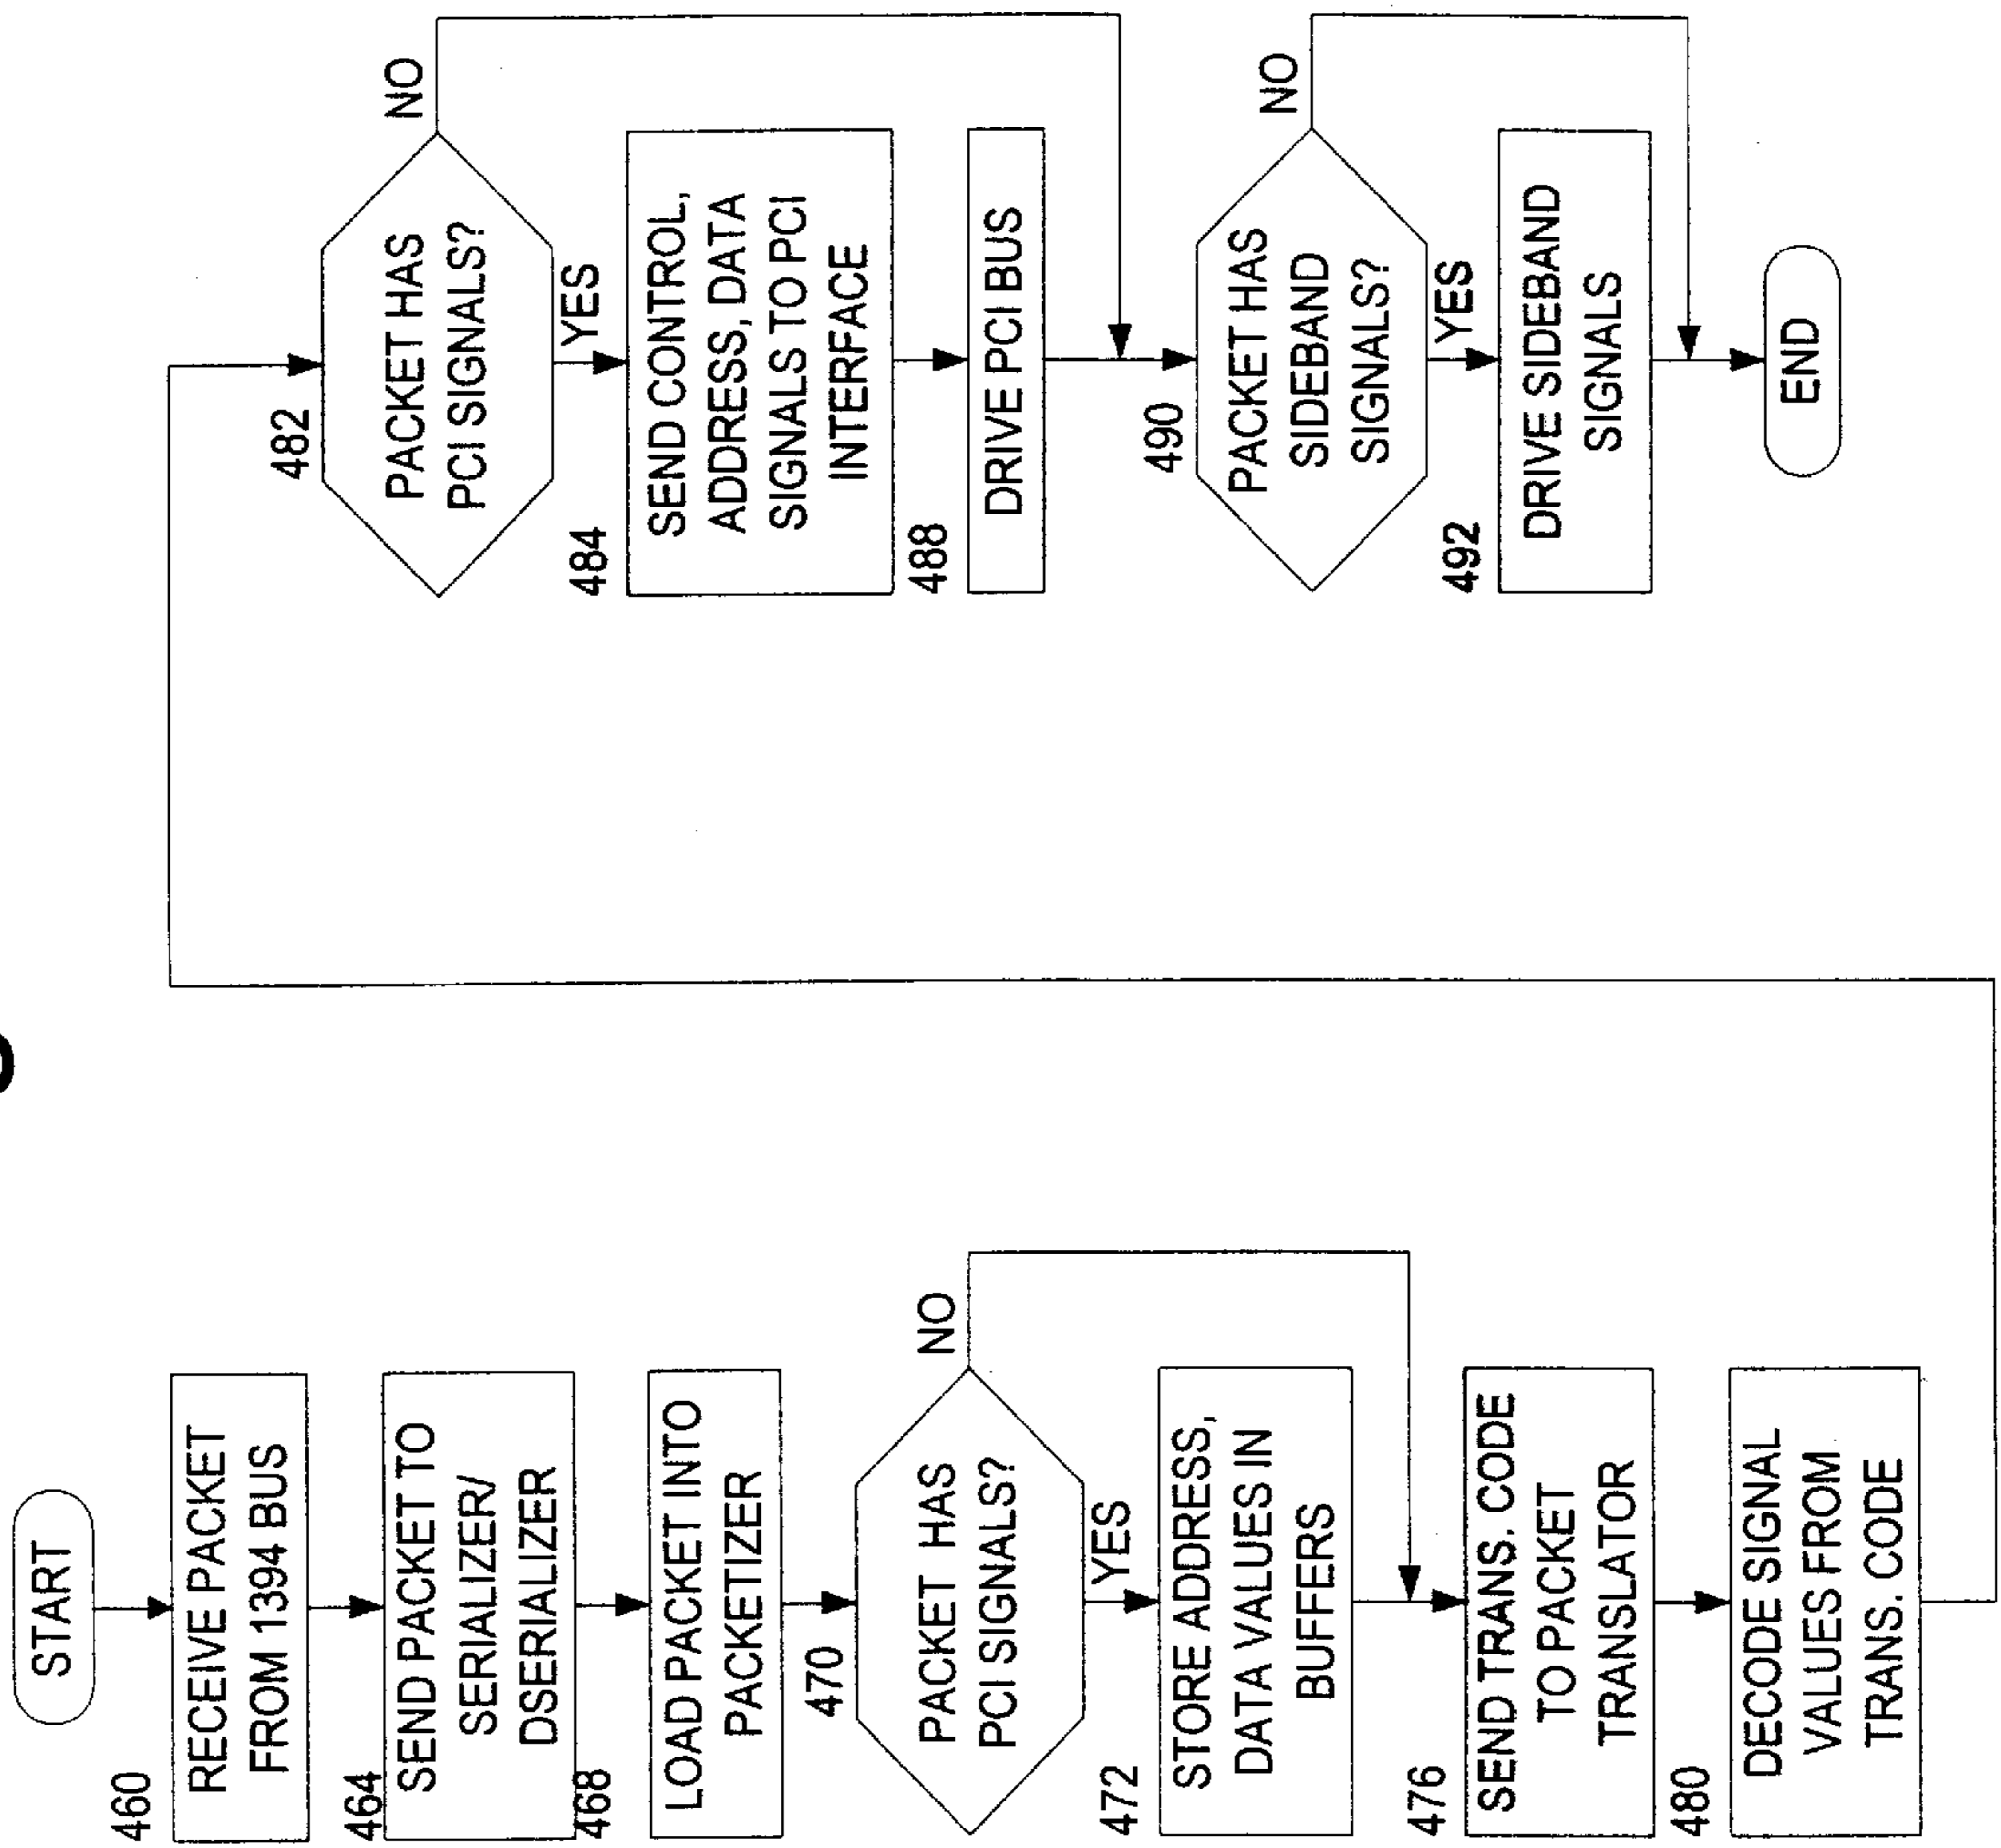 START
460
RECEIVE PACKET
FROM 1394 BUS
464
SEND PACKET TO
SERIALIZER/
DSERIALIZER
468
LOAD PACKET INTO
PACKETIZER
470
PACKET HAS
PCI SIGNALS?
NO
YES
472
STORE ADDRESS,
DATA VALUES IN
BUFFERS
476
SEND TRANS. CODE
TO PACKET
TRANSLATOR
480
DECODE SIGNAL
VALUES FROM
TRANS. CODE
482
PACKET HAS
PCI SIGNALS?
NO
YES
484
SEND CONTROL,
ADDRESS, DATA
SIGNALS TO PCI
INTERFACE
488
DRIVE PCI BUS
490
PACKET HAS
SIDEBAND
SIGNALS?
NO
YES
492
DRIVE SIDEBAND
SIGNALS
END